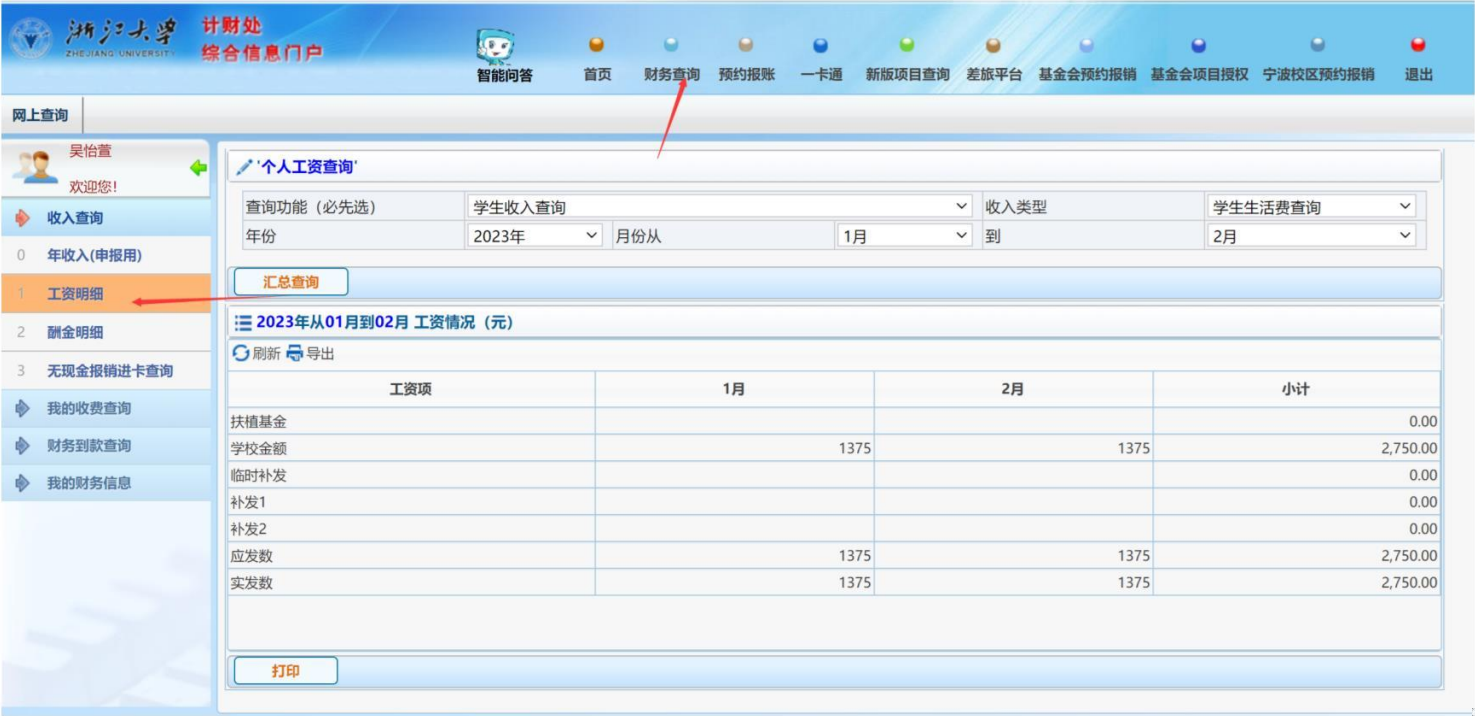 浙江大学
ZHEJIANG UNIVERSITY
计财处
综合信息门户
智能问答
首页
财务查询
预约报账
一卡通
新版项目查询
差旅平台
基金会预约报销
基金会项目授权
宁波校区预约报销
退出
网上查询
吴怡萱
欢迎您!
收入查询
0 年收入(申报用)
1 工资明细
2 酬金明细
3 无现金报销进卡查询
我的收费查询
财务到款查询
我的财务信息
'个人工资查询'
查询功能（必先选） 学生收入查询 收入类型 学生生活费查询
年份 2023年 月份从 1月 到 2月
汇总查询
2023年从01月到02月 工资情况（元）
刷新 导出
工资项 1月 2月 小计
扶植基金 0.00
学校金额 1375 1375 2,750.00
临时补发 0.00
补发1 0.00
补发2 0.00
应发数 1375 1375 2,750.00
实发数 1375 1375 2,750.00
打印